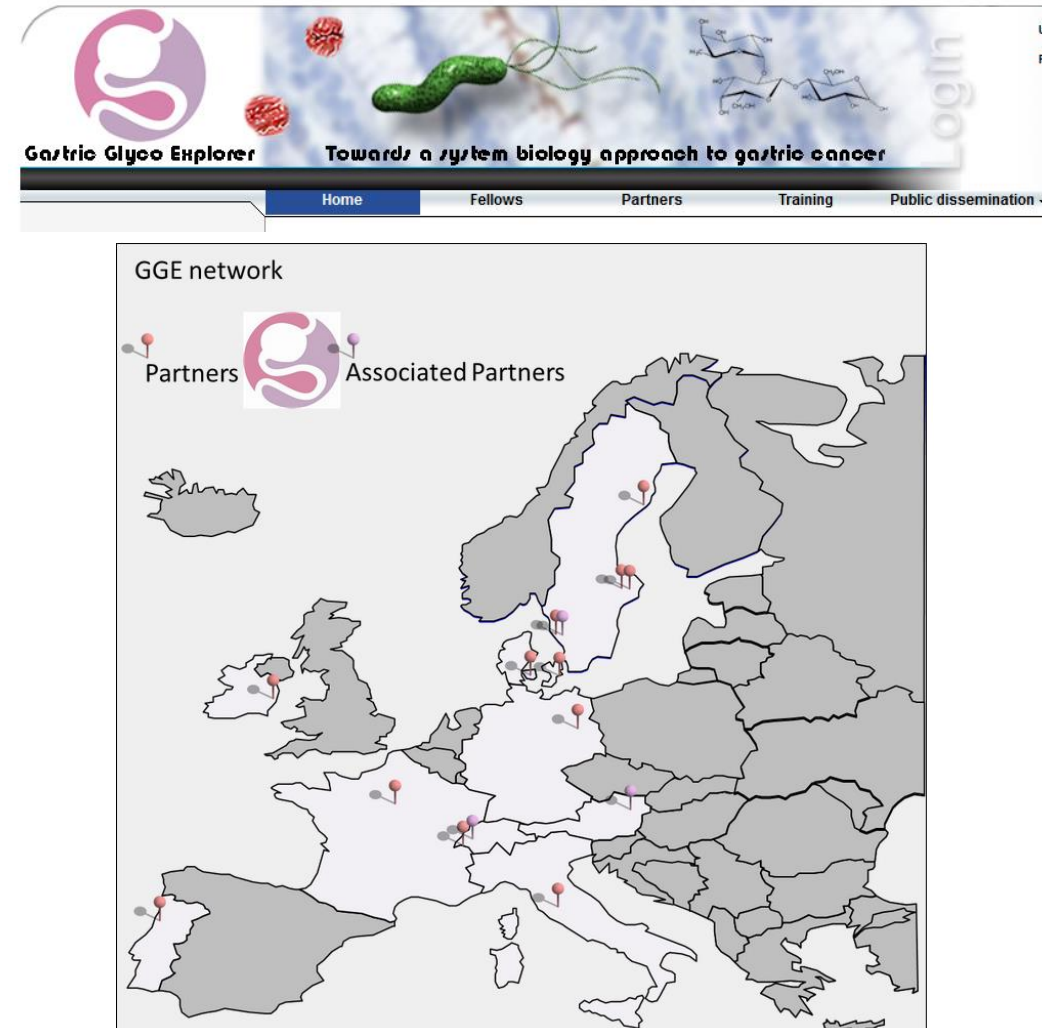 Gastric Glyco Explorer
Towards a system biology approach to gastric cancer
Login
Home Fellows Partners Training Public dissemination
GGE network
Partners Associated Partners